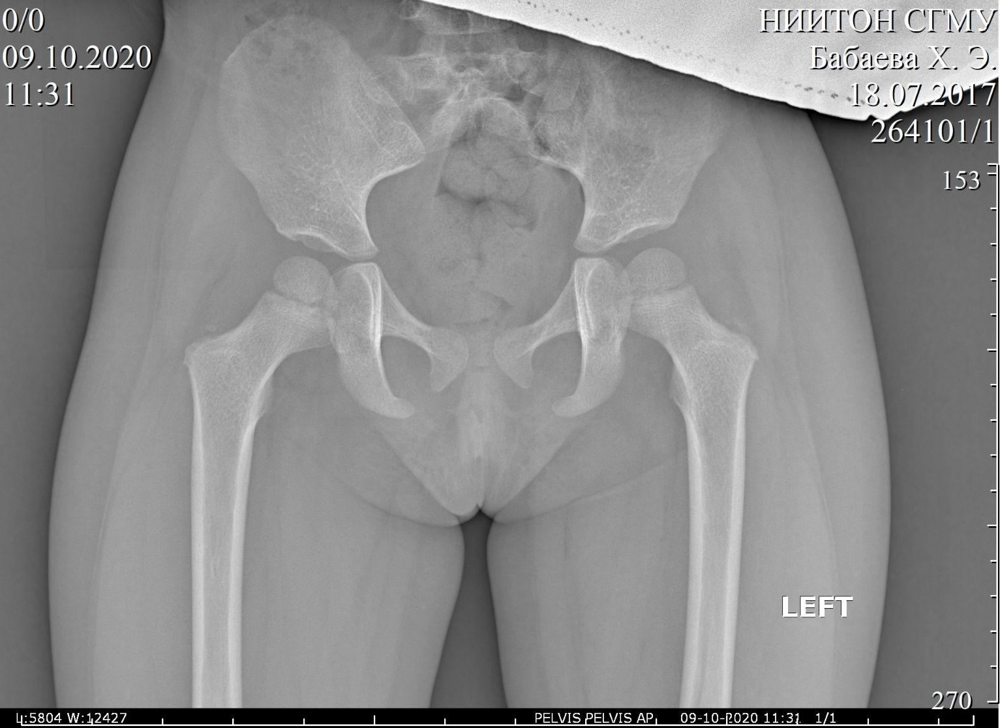 0/0
09.10.2020
11:31
НИИТОН СГМУ
Бабаева Х. Э.
18.07.2017
264101/1
153
LEFT
270
L:5804 W:12427
PELVIS PELVIS AP 09-10-2020 11:31 1/1